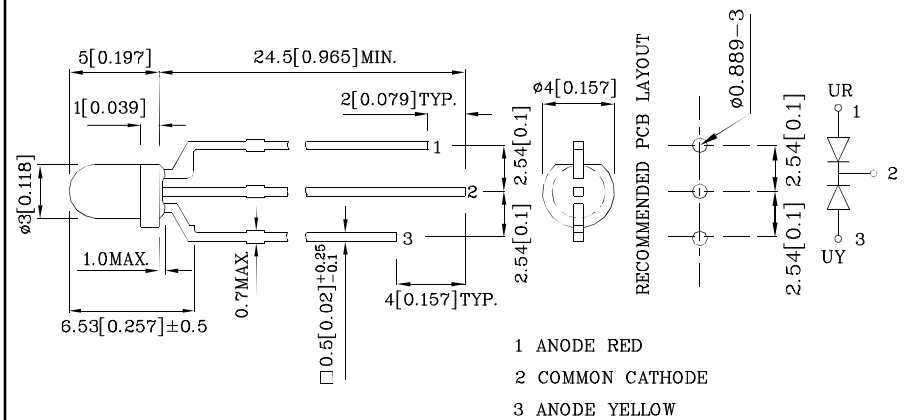 5[0.197]
24.5[0.965]MIN.
1[0.039]
2[0.079]TYP.
ø3[0.118]
1
2
3
2.54[0.1]
2.54[0.1]
1.0MAX.
0.7MAX.
□0.5[0.02]+0.25 -0.1
4[0.157]TYP.
6.53[0.257]±0.5
ø4[0.157]
RECOMMENDED PCB LAYOUT
ø0.889-3
2.54[0.1]
2.54[0.1]
UR
1
2
3
UY
1 ANODE RED
2 COMMON CATHODE
3 ANODE YELLOW